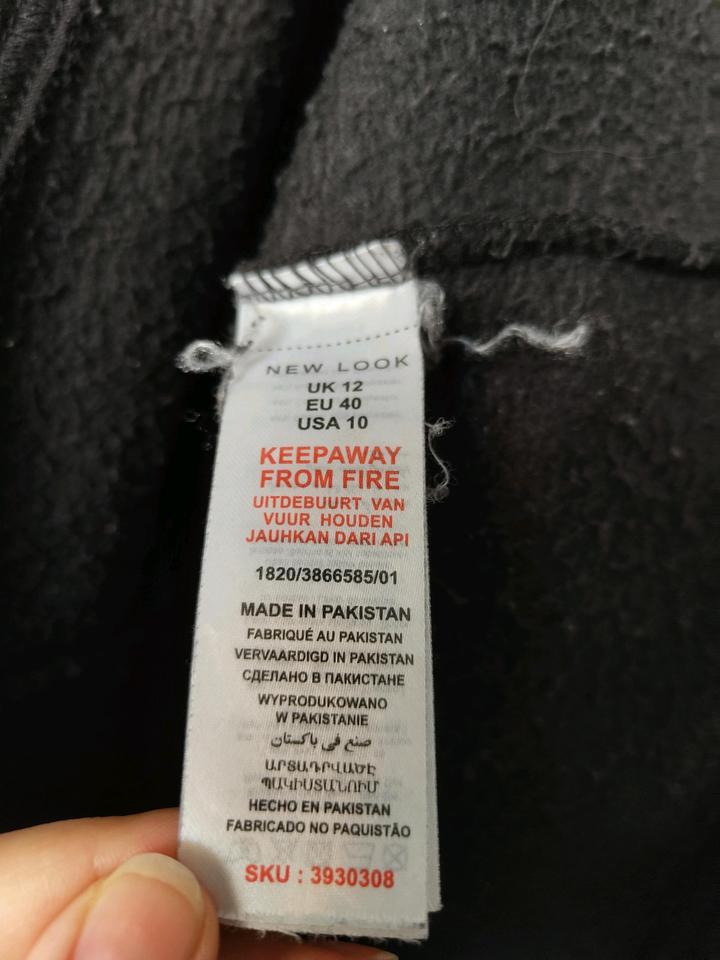 NEW LOOK
UK 12
EU 40
USA 10
KEEPAWAY
FROM FIRE
UITDEBUURT VAN
VUUR HOUDEN
JAUHKAN DARI API
1820/3866585/01
MADE IN PAKISTAN
FABRIQUÉ AU PAKISTAN
VERVAARDIGD IN PAKISTAN
СДЕЛАНО В ПАКИСТАНЕ
WYPRODUKOWANO
W PAKISTANIE
صنع في باكستان
ԱՐՏԱԴՐՎԱԾԷ
ՊԱԿԻՍՏԱՆՈՒՄ
HECHO EN PAKISTAN
FABRICADO NO PAQUISTÃO
SKU : 3930308